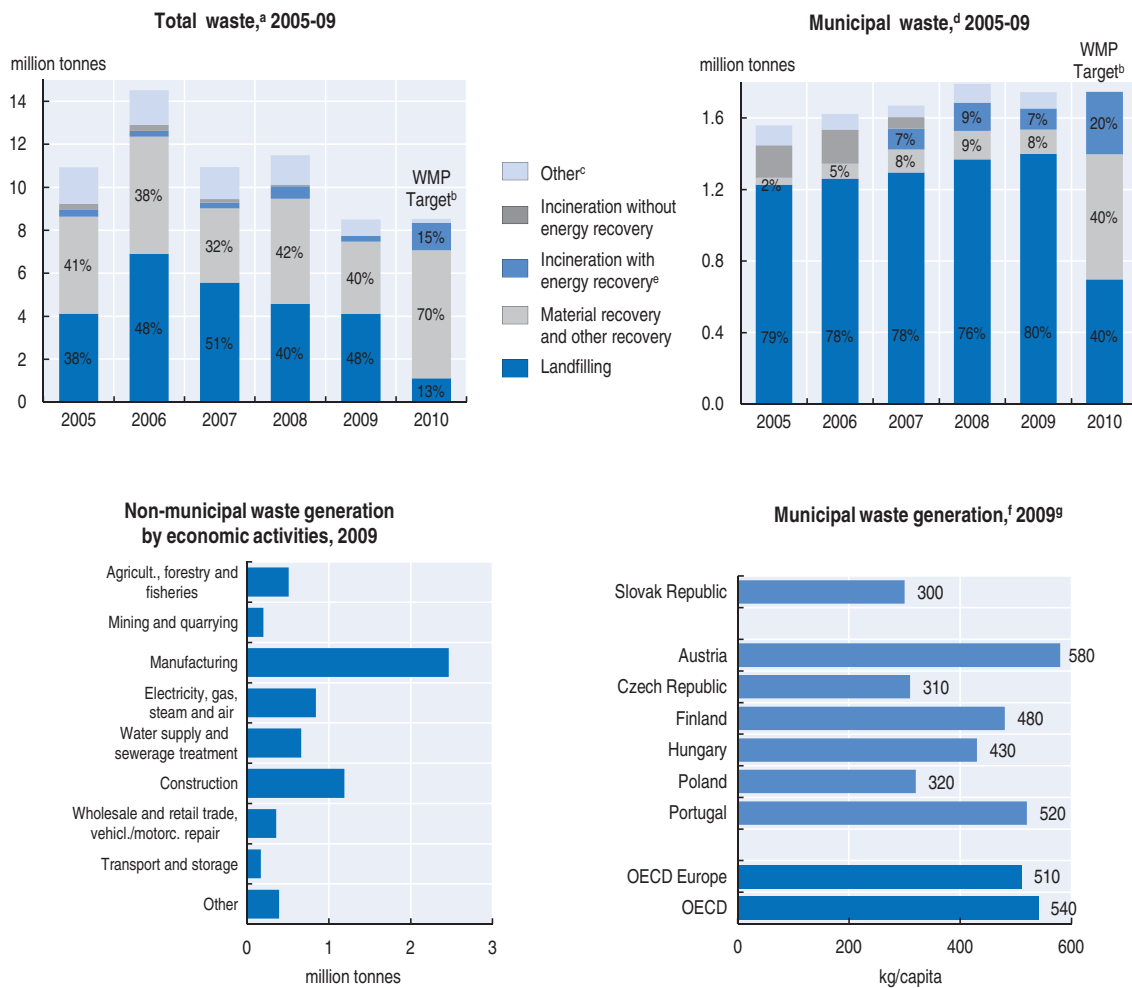 Total waste,ᵃ 2005-09
million tonnes
14
12
10
8
6
4
2
0
41%
38%
38%
48%
32%
51%
42%
40%
40%
48%
WMP
Targetᵇ
15%
70%
13%
2005
2006
2007
2008
2009
2010
Otherᶜ
Incineration without
energy recovery
Incineration with
energy recoveryᵉ
Material recovery
and other recovery
Landfilling
Municipal waste,ᵈ 2005-09
million tonnes
1.6
1.2
0.8
0.4
0.0
2%
79%
5%
78%
7%
8%
78%
9%
9%
76%
7%
8%
80%
WMP
Targetᵇ
20%
40%
40%
2005
2006
2007
2008
2009
2010
Non-municipal waste generation
by economic activities, 2009
Agricult., forestry and
fisheries
Mining and quarrying
Manufacturing
Electricity, gas,
steam and air
Water supply and
sewerage treatment
Construction
Wholesale and retail trade,
vehicl./motorc. repair
Transport and storage
Other
0
1
2
3
million tonnes
Municipal waste generation,ᶠ 2009ᵍ
Slovak Republic
300
Austria
580
Czech Republic
310
Finland
480
Hungary
430
Poland
320
Portugal
520
OECD Europe
510
OECD
540
0
200
400
600
kg/capita